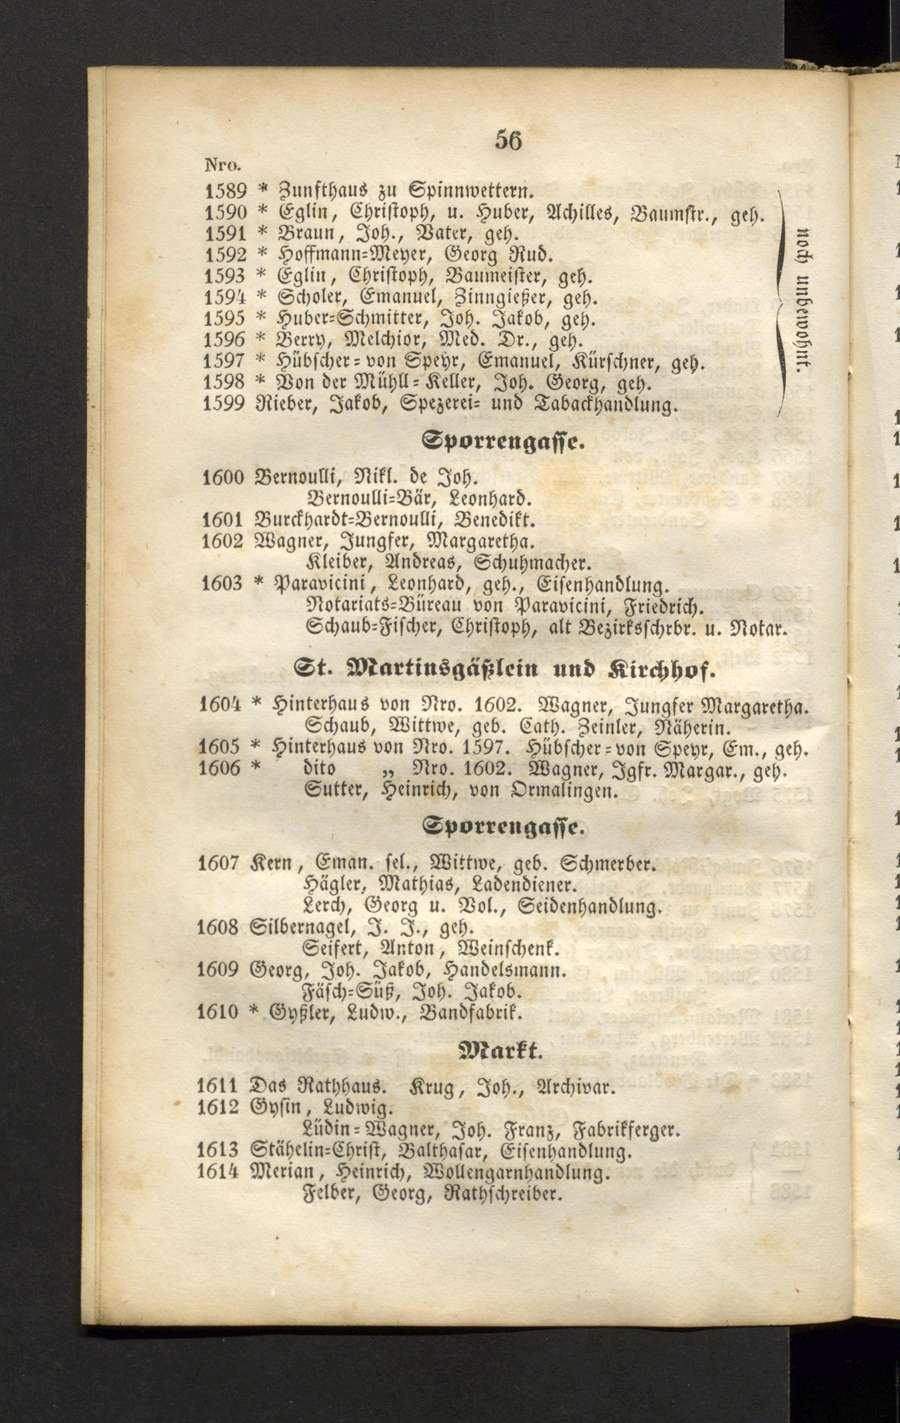 56
Nro.
1589 * Zunfthaus zu Spinnwettern.
1590 * Eglin, Christoph, u. Huber, Achilles, Baumstr., geh.
1591 * Braun, Joh., Vater, geh.
1592 * Hoffmann=Meyer, Georg Rud.
1593 * Eglin, Christoph, Baumeister, geh.
1594 * Scholer, Emanuel, Zinngießer, geh.
1595 * Huber=Schmitter, Joh. Jakob, geh.
1596 * Berry, Melchior, Med. Dr., geh.
1597 * Hübscher=von Speyr, Emanuel, Kürschner, geh.
1598 * Von der Mühll=Keller, Joh. Georg, geh.
1599 Rieber, Jakob, Spezerei= und Tabackhandlung.
noch unbewohnt.
Sporrengasse.
1600 Bernoulli, Nikl. de Joh.
Bernoulli=Bär, Leonhard.
1601 Burckhardt=Bernoulli, Benedikt.
1602 Wagner, Jungfer, Margaretha.
Kleiber, Andreas, Schuhmacher.
1603 * Paravicini, Leonhard, geh., Eisenhandlung.
Notariats=Büreau von Paravicini, Friedrich.
Schaub=Fischer, Christoph, alt Bezirksschrbr. u. Notar.
St. Martinsgäßlein und Kirchhof.
1604 * Hinterhaus von Nro. 1602. Wagner, Jungfer Margaretha.
Schaub, Wittwe, geb. Cath. Zeinler, Näherin.
1605 * Hinterhaus von Nro. 1597. Hübscher=von Speyr, Em., geh.
1606 * dito „ Nro. 1602. Wagner, Jgfr. Margar., geh.
Sutter, Heinrich, von Ormalingen.
Sporrengasse.
1607 Kern, Eman. sel., Wittwe, geb. Schmerber.
Hägler, Mathias, Ladendiener.
Lerch, Georg u. Vol., Seidenhandlung.
1608 Silbernagel, J. J., geh.
Seifert, Anton, Weinschenk.
1609 Georg, Joh. Jakob, Handelsmann.
Fäsch=Süß, Joh. Jakob.
1610 * Gyßler, Ludw., Bandfabrik.
Markt.
1611 Das Rathhaus. Krug, Joh., Archivar.
1612 Gysin, Ludwig.
Lüdin=Wagner, Joh. Franz, Fabrikferger.
1613 Stähelin=Christ, Balthasar, Eisenhandlung.
1614 Merian, Heinrich, Wollengarnhandlung.
Felber, Georg, Rathschreiber.